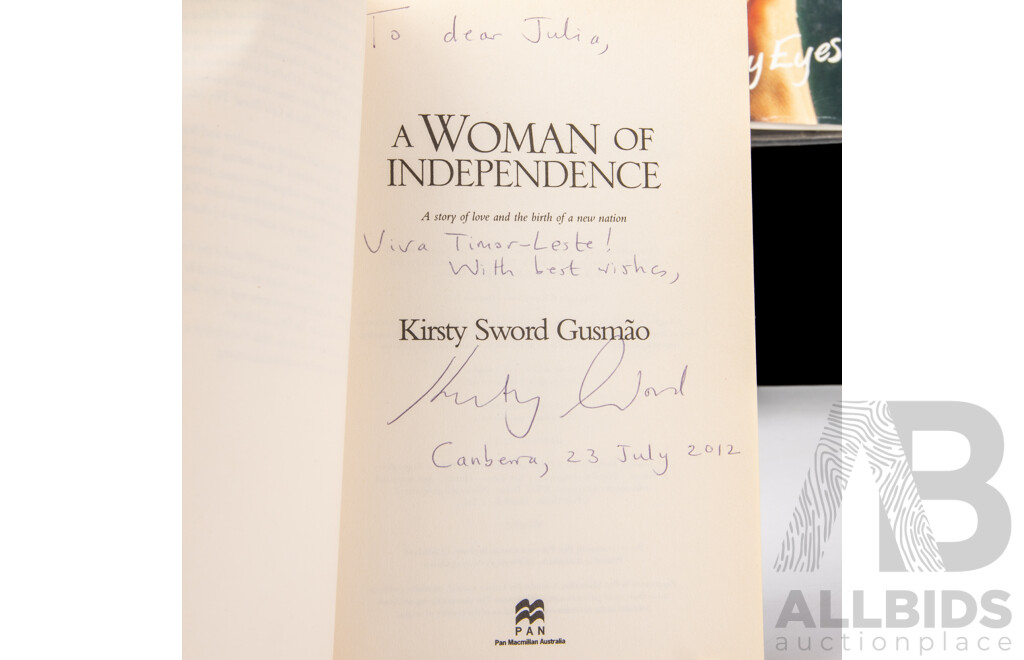 To dear Julia,
A WOMAN OF
INDEPENDENCE
A story of love and the birth of a new nation
Viva Timor-Leste!
With best wishes,
Kirsty Sword Gusmão
Kirsty Sword
Canberra, 23 July 2012
PAN
Pan Macmillan Australia
y Eyes
AB
ALLBIDS
auctionplace